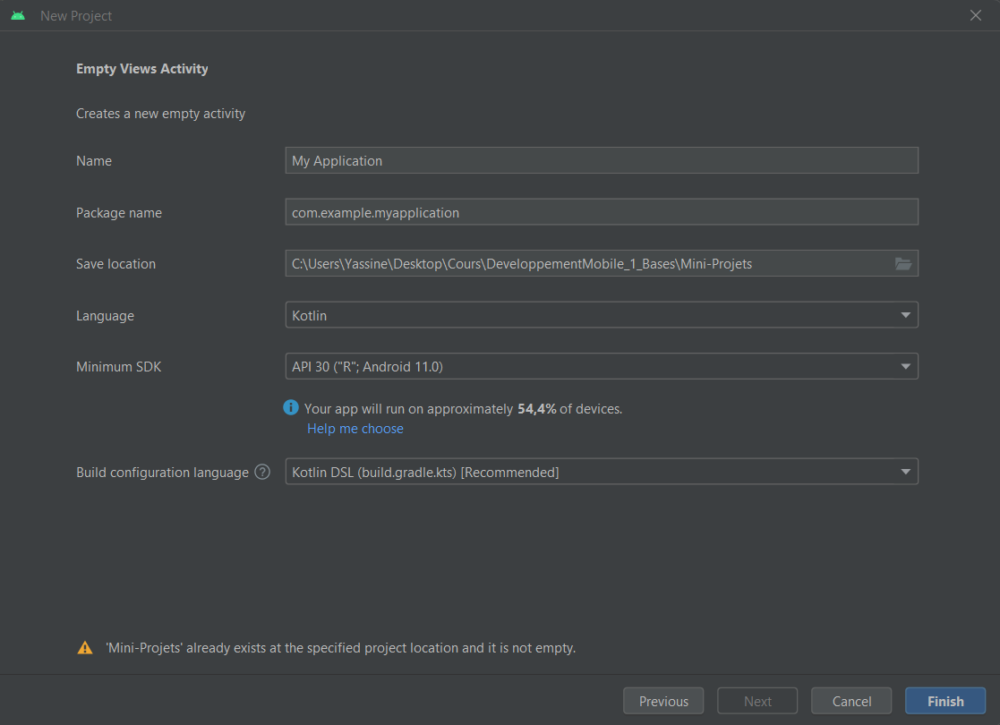 New Project
Empty Views Activity
Creates a new empty activity
Name My Application
Package name com.example.myapplication
Save location C:\Users\Yassine\Desktop\Cours\DeveloppementMobile_1_Bases\Mini-Projets
Language Kotlin
Minimum SDK API 30 ("R"; Android 11.0)
i Your app will run on approximately 54,4% of devices.
Help me choose
Build configuration language ? Kotlin DSL (build.gradle.kts) [Recommended]
'Mini-Projets' already exists at the specified project location and it is not empty.
Previous Next Cancel Finish